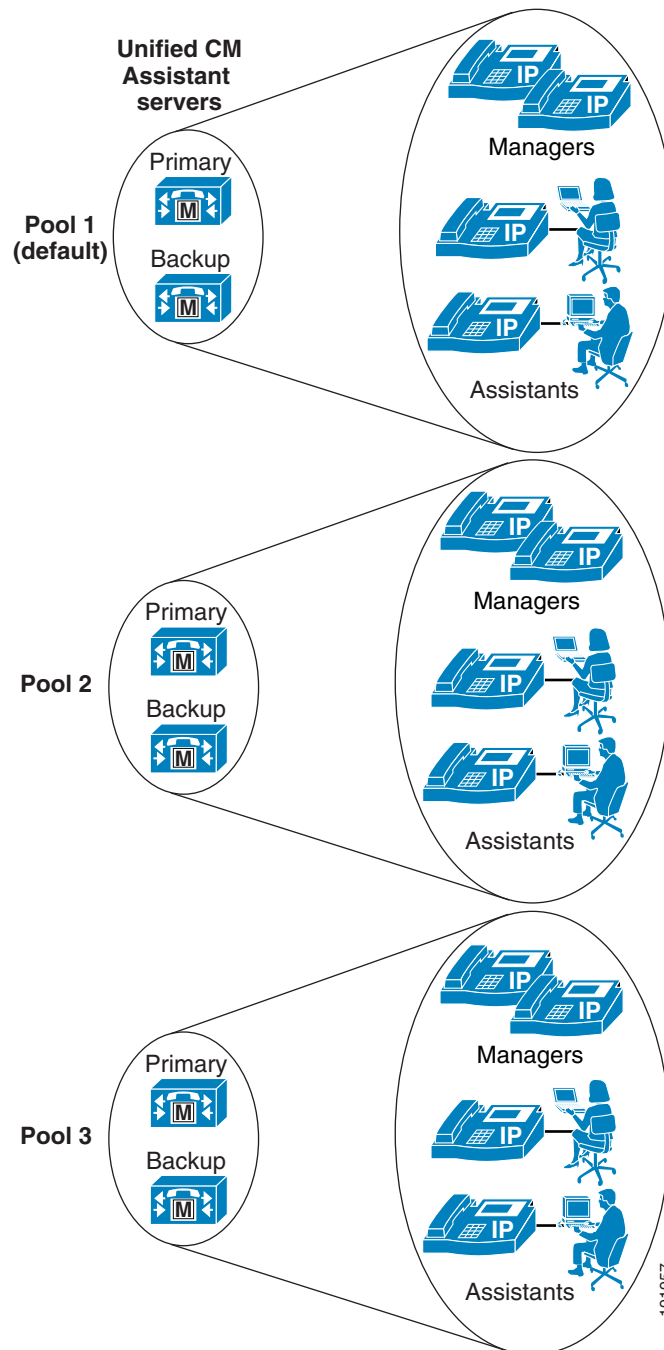 Unified CM
Assistant
servers
Pool 1
(default)
Primary
M
Backup
M
IP
IP
Managers
IP
IP
Assistants
Pool 2
Primary
M
Backup
M
IP
IP
Managers
IP
IP
Assistants
Pool 3
Primary
M
Backup
M
IP
IP
Managers
IP
IP
Assistants